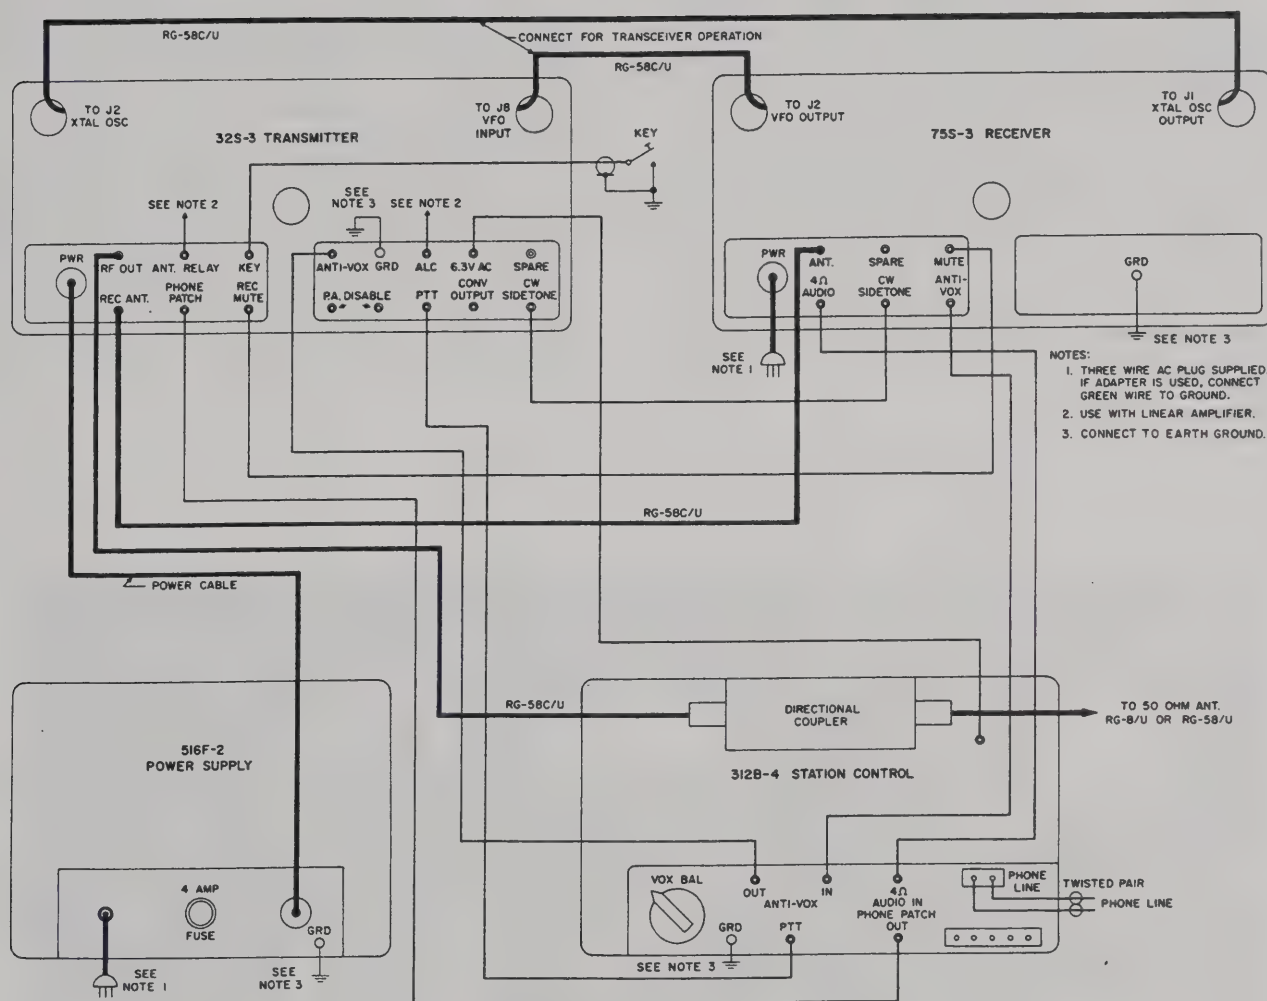 RG-58C/U
CONNECT FOR TRANSCEIVER OPERATION
RG-58C/U
TO J2
XTAL OSC
TO J8
VFO
INPUT
TO J2
VFO OUTPUT
TO J1
XTAL OSC
OUTPUT
32S-3 TRANSMITTER
KEY
75S-3 RECEIVER
SEE NOTE 2
SEE
NOTE 3
SEE NOTE 2
PWR
RF OUT
ANT. RELAY
KEY
REC ANT.
PHONE
PATCH
REC
MUTE
ANTI-VOX
GRD
ALC
6.3V AC
SPARE
P.A. DISABLE
PTT
CONV
OUTPUT
CW
SIDETONE
PWR
ANT.
SPARE
MUTE
4Ω
AUDIO
CW
SIDETONE
ANTI-
VOX
GRD
SEE NOTE 3
SEE
NOTE 1
NOTES:
1. THREE WIRE AC PLUG SUPPLIED.
IF ADAPTER IS USED, CONNECT
GREEN WIRE TO GROUND.
2. USE WITH LINEAR AMPLIFIER.
3. CONNECT TO EARTH GROUND.
RG-58C/U
POWER CABLE
RG-58C/U
DIRECTIONAL
COUPLER
TO 50 OHM ANT.
RG-8/U OR RG-58/U
516F-2
POWER SUPPLY
312B-4 STATION CONTROL
4 AMP
FUSE
GRD
SEE
NOTE 1
SEE
NOTE 3
VOX BAL
OUT
IN
ANTI-VOX
4Ω
AUDIO IN
PHONE PATCH
OUT
GRD
PTT
SEE NOTE 3
PHONE
LINE
TWISTED PAIR
PHONE LINE